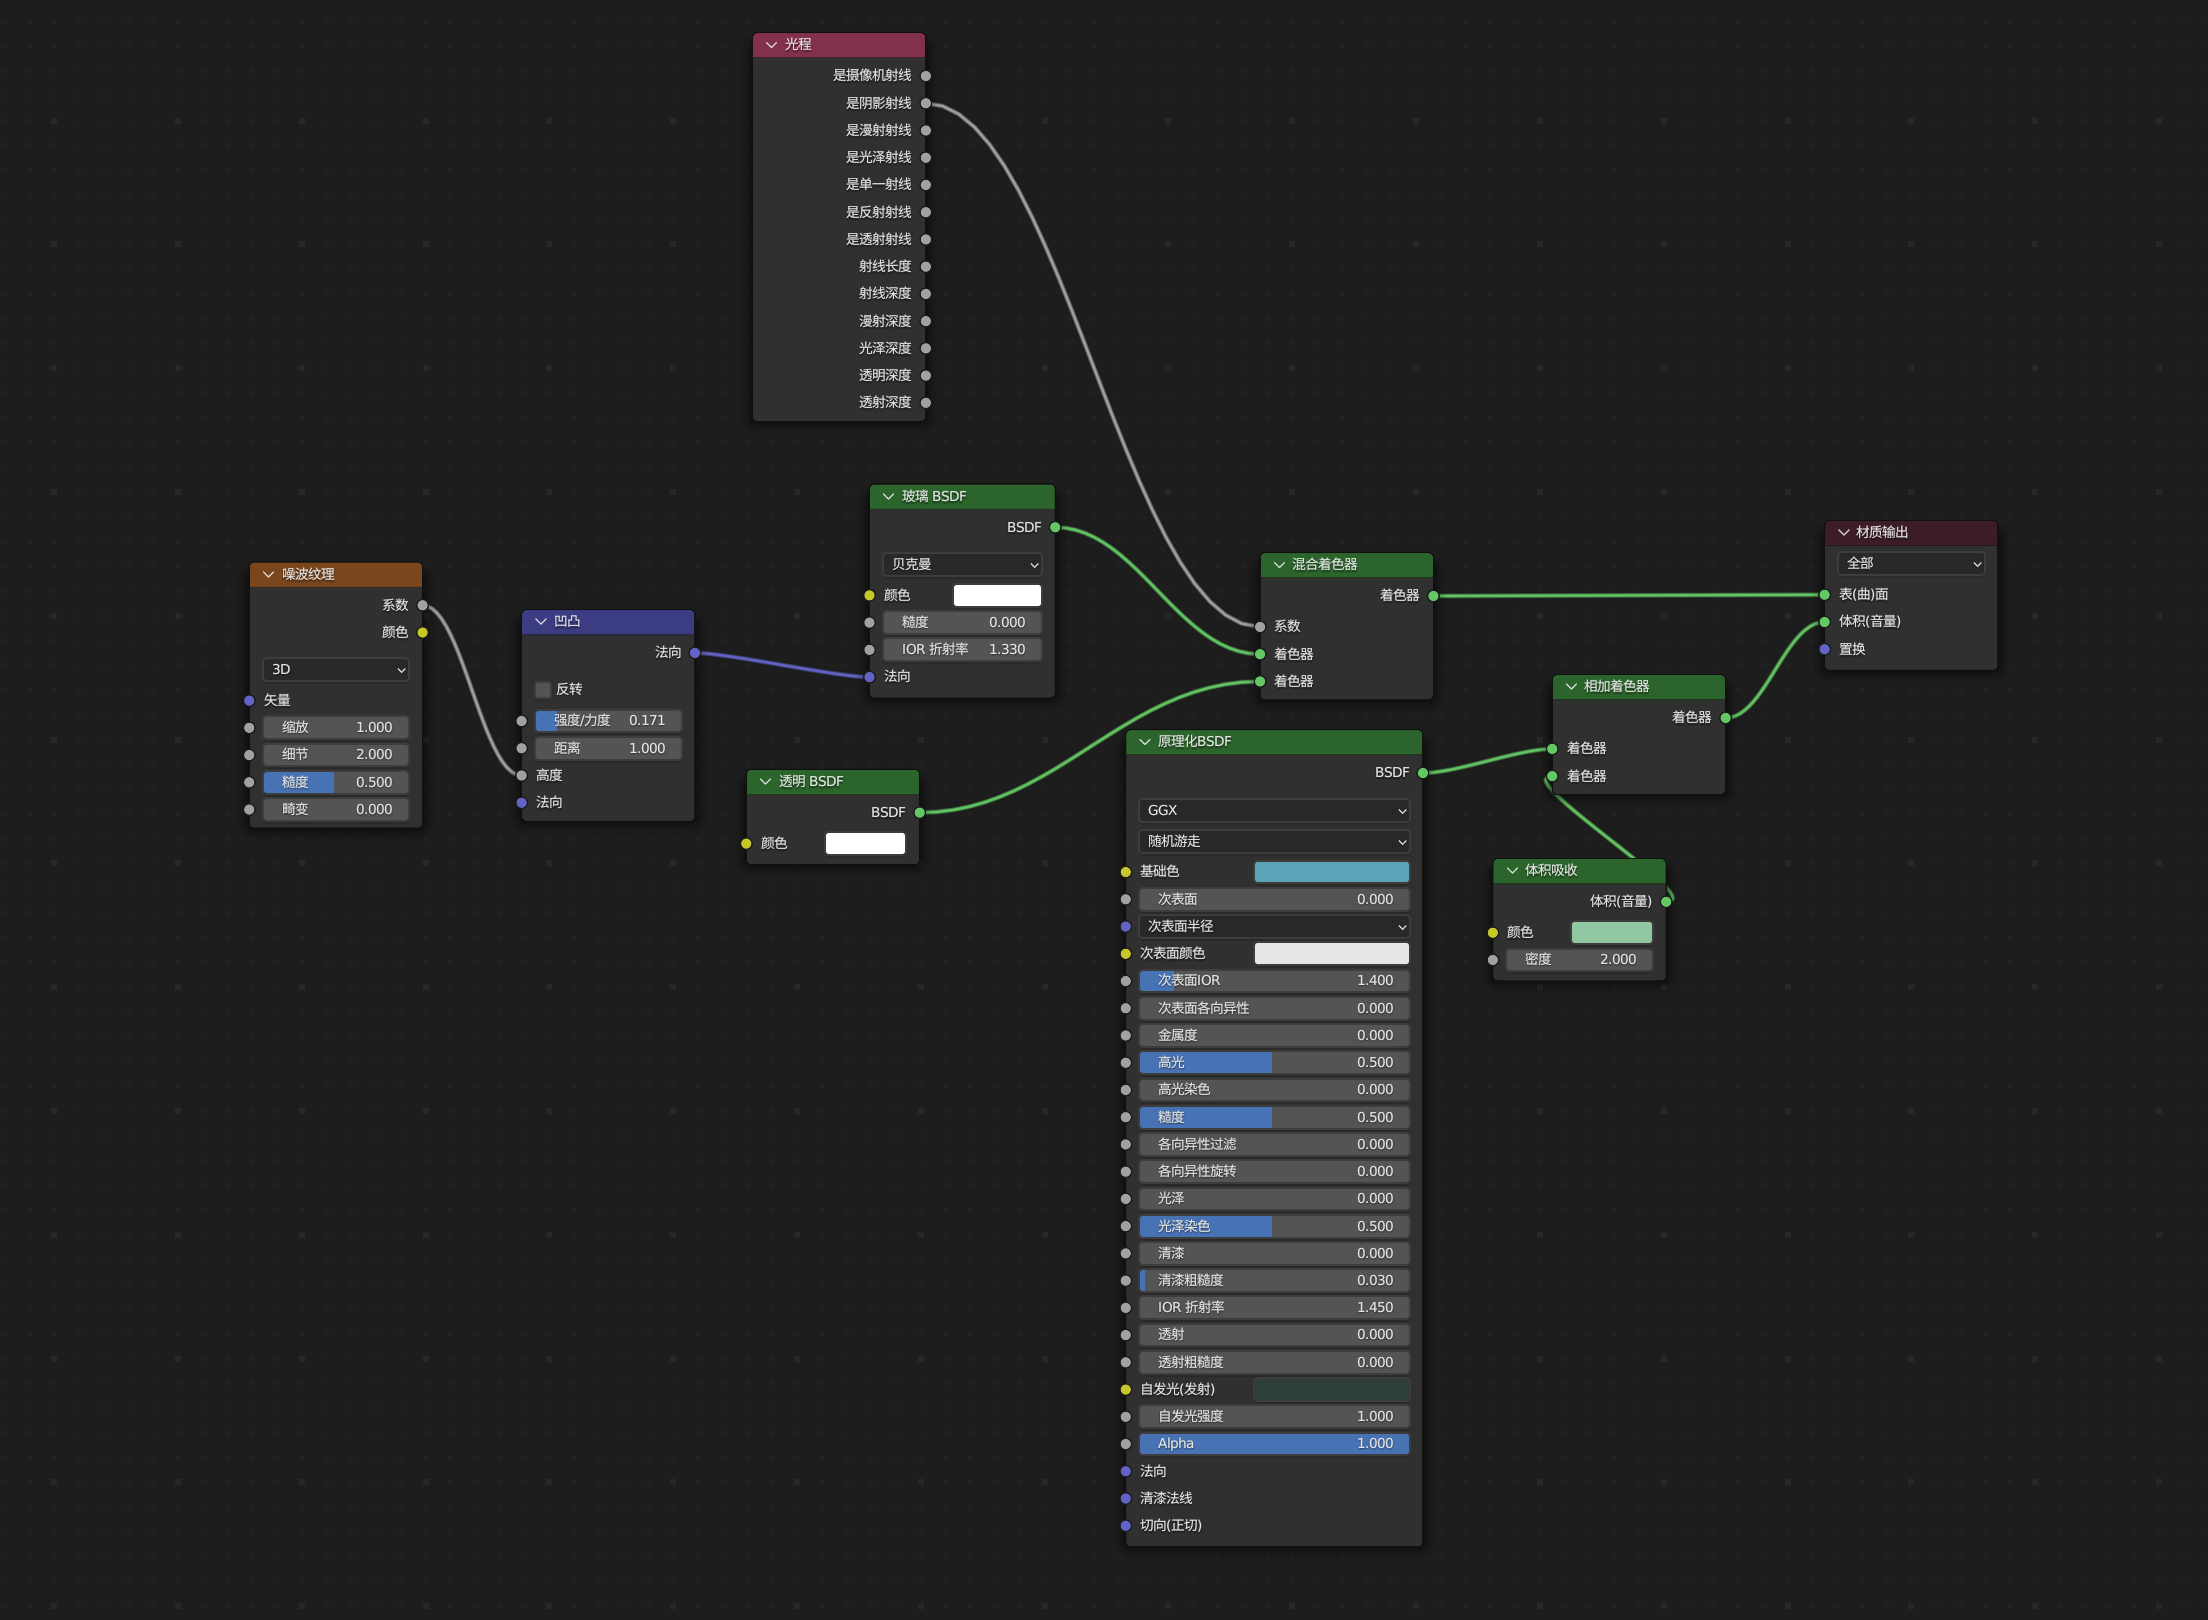 光程
是摄像机射线
是阴影射线
是漫射射线
是光泽射线
是单一射线
是反射射线
是透射射线
射线长度
射线深度
漫射深度
光泽深度
透明深度
透射深度
噪波纹理
系数
颜色
3D
矢量
缩放 1.000
细节 2.000
糙度 0.500
畸变 0.000
凹凸
法向
反转
强度/力度 0.171
距离 1.000
高度
法向
玻璃 BSDF
BSDF
贝克曼
颜色
糙度 0.000
IOR 折射率 1.330
法向
透明 BSDF
BSDF
颜色
混合着色器
着色器
系数
着色器
着色器
原理化BSDF
BSDF
GGX
随机游走
基础色
次表面 0.000
次表面半径
次表面颜色
次表面IOR 1.400
次表面各向异性 0.000
金属度 0.000
高光 0.500
高光染色 0.000
糙度 0.500
各向异性过滤 0.000
各向异性旋转 0.000
光泽 0.000
光泽染色 0.500
清漆 0.000
清漆粗糙度 0.030
IOR 折射率 1.450
透射 0.000
透射粗糙度 0.000
自发光(发射)
自发光强度 1.000
Alpha 1.000
法向
清漆法线
切向(正切)
相加着色器
着色器
着色器
着色器
体积吸收
体积(音量)
颜色
密度 2.000
材质输出
全部
表(曲)面
体积(音量)
置换